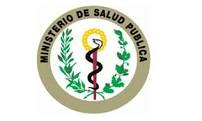 MINISTERIO DE SALUD PUBLICA